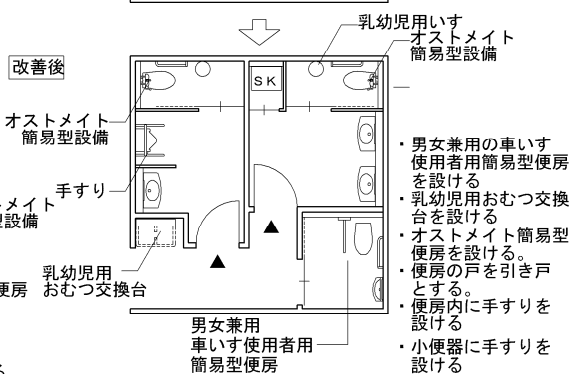 乳幼児用いす
オストメイト
簡易型設備
改善後
SK
オストメイト
簡易型設備
手すり
メイト
設備
乳幼児用
おむつ交換台
便房
男女兼用
車いす使用者用
簡易型便房
・男女兼用の車いす
使用者用簡易型便房
を設ける
・乳幼児用おむつ交換
台を設ける
・オストメイト簡易型
便房を設ける。
・便房の戸を引き戸
とする。
・便房内に手すりを
設ける
・小便器に手すりを
設ける